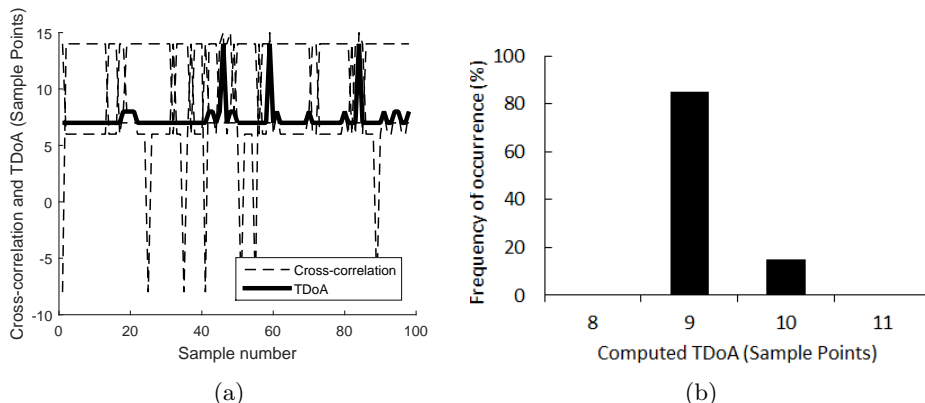 Cross-correlation and TDoA (Sample Points)
15
10
5
0
-5
-10
0
20
40
60
80
100
Sample number
Cross-correlation
TDoA
(a)
Frequency of occurrence (%)
100
80
60
40
20
0
8
9
10
11
Computed TDoA (Sample Points)
(b)